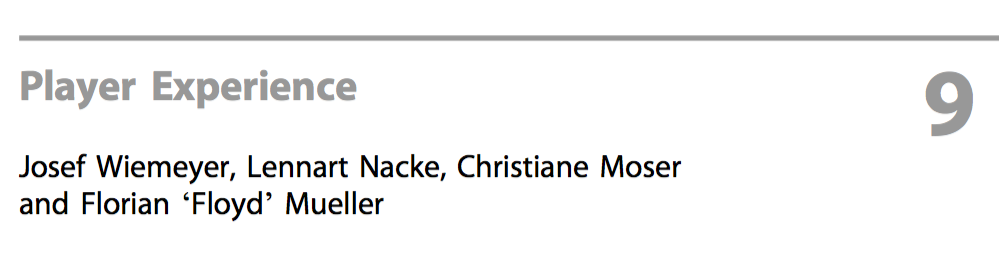 Player Experience
9
Josef Wiemeyer, Lennart Nacke, Christiane Moser
and Florian ‘Floyd’ Mueller